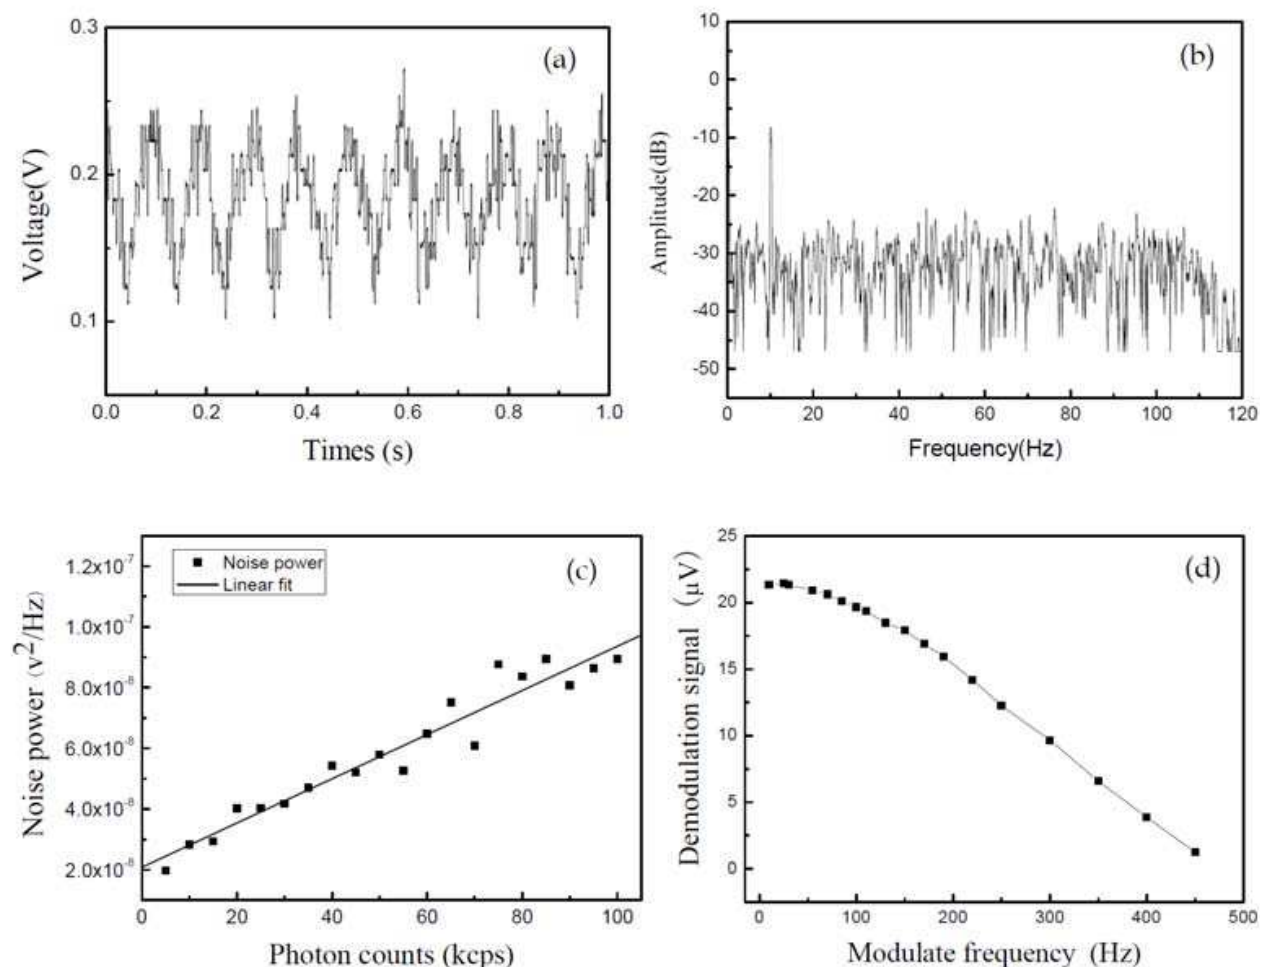 (a)
0.3
0.2
0.1
Voltage(V)
0.0 0.2 0.4 0.6 0.8 1.0
Times (s)
(b)
10
0
-10
-20
-30
-40
-50
Amplitude(dB)
0 20 40 60 80 100 120
Frequency(Hz)
(c)
Noise power
Linear fit
1.2x10-7
1.0x10-7
8.0x10-8
6.0x10-8
4.0x10-8
2.0x10-8
Noise power (v2/Hz)
0 20 40 60 80 100
Photon counts (kcps)
(d)
25
20
15
10
5
0
Demodulation signal (μV)
0 100 200 300 400 500
Modulate frequency (Hz)